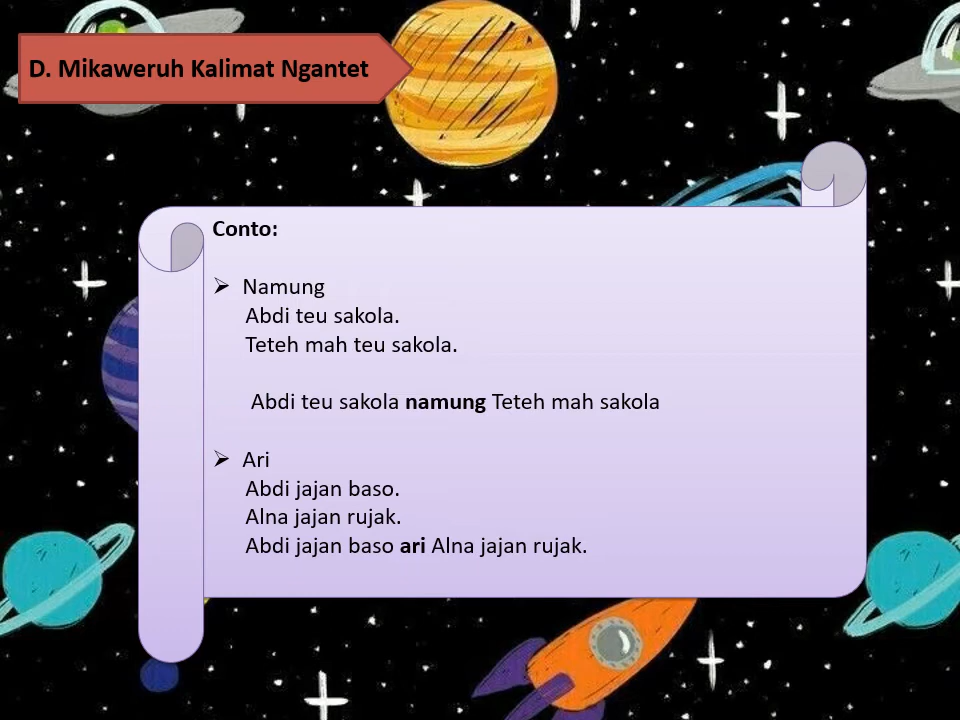 D. Mikaweruh Kalimat Ngantet
Conto:
➢ Namung
Abdi teu sakola.
Teteh mah teu sakola.
Abdi teu sakola namung Teteh mah sakola
➢ Ari
Abdi jajan baso.
Alna jajan rujak.
Abdi jajan baso ari Alna jajan rujak.